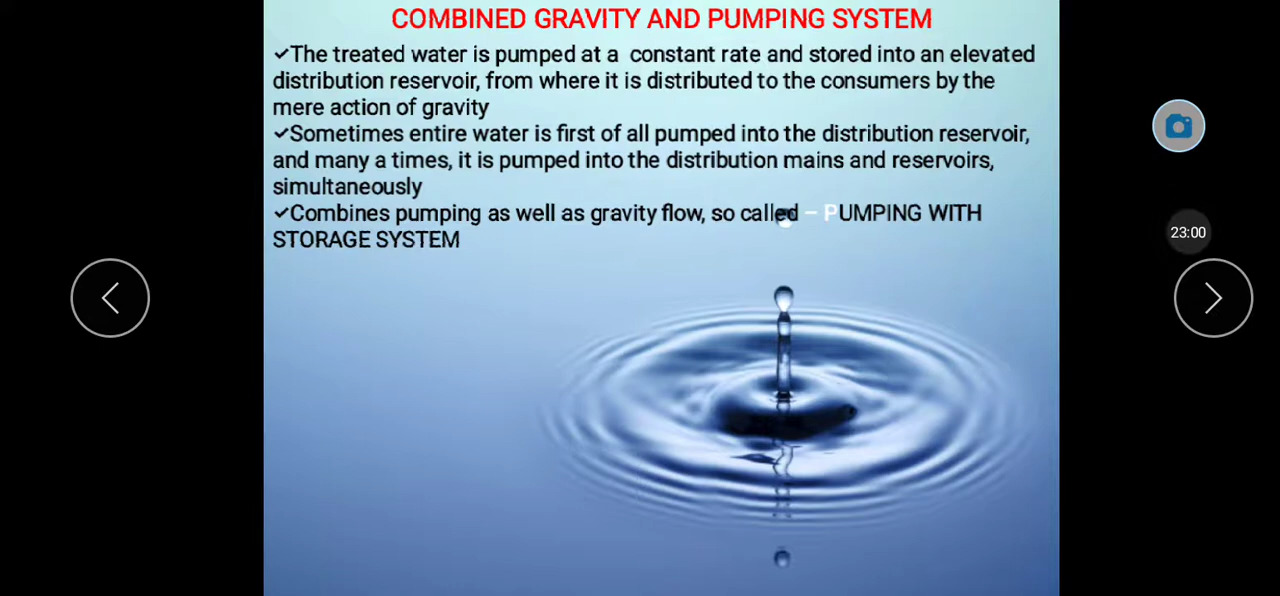 COMBINED GRAVITY AND PUMPING SYSTEM
✓The treated water is pumped at a constant rate and stored into an elevated
distribution reservoir, from where it is distributed to the consumers by the
mere action of gravity
✓Sometimes entire water is first of all pumped into the distribution reservoir,
and many a times, it is pumped into the distribution mains and reservoirs,
simultaneously
✓Combines pumping as well as gravity flow, so called – PUMPING WITH
STORAGE SYSTEM
23:00